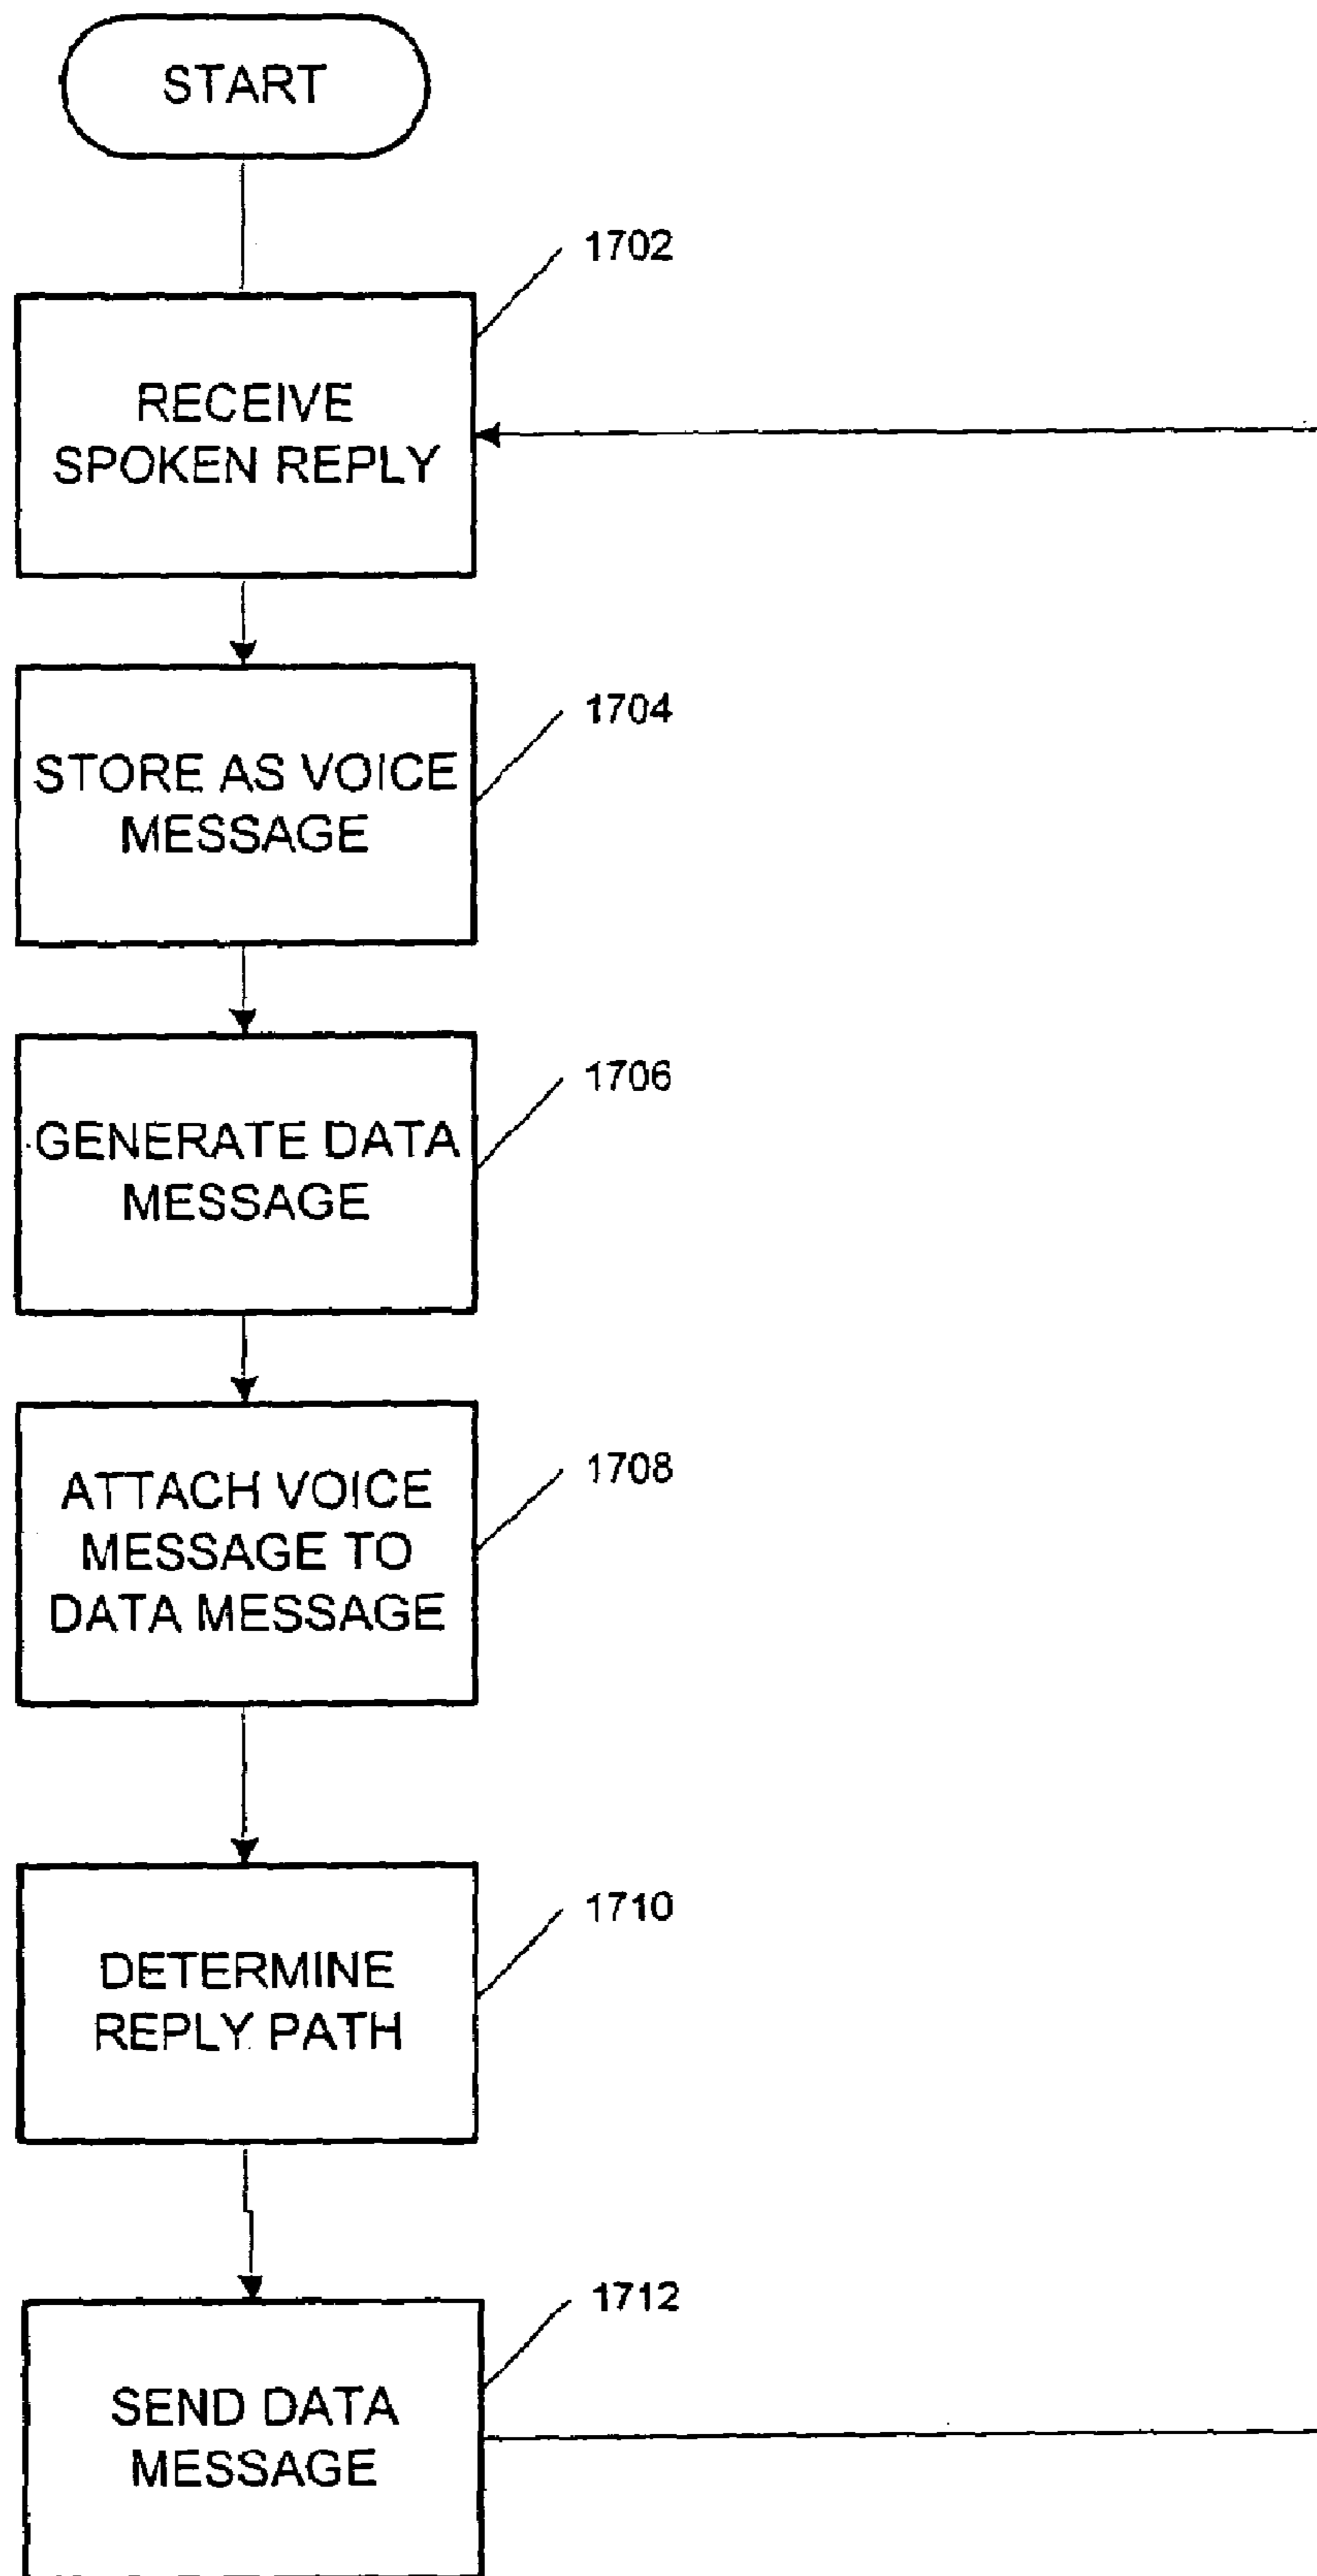 START
1702
RECEIVE
SPOKEN REPLY
1704
STORE AS VOICE
MESSAGE
1706
GENERATE DATA
MESSAGE
1708
ATTACH VOICE
MESSAGE TO
DATA MESSAGE
1710
DETERMINE
REPLY PATH
1712
SEND DATA
MESSAGE